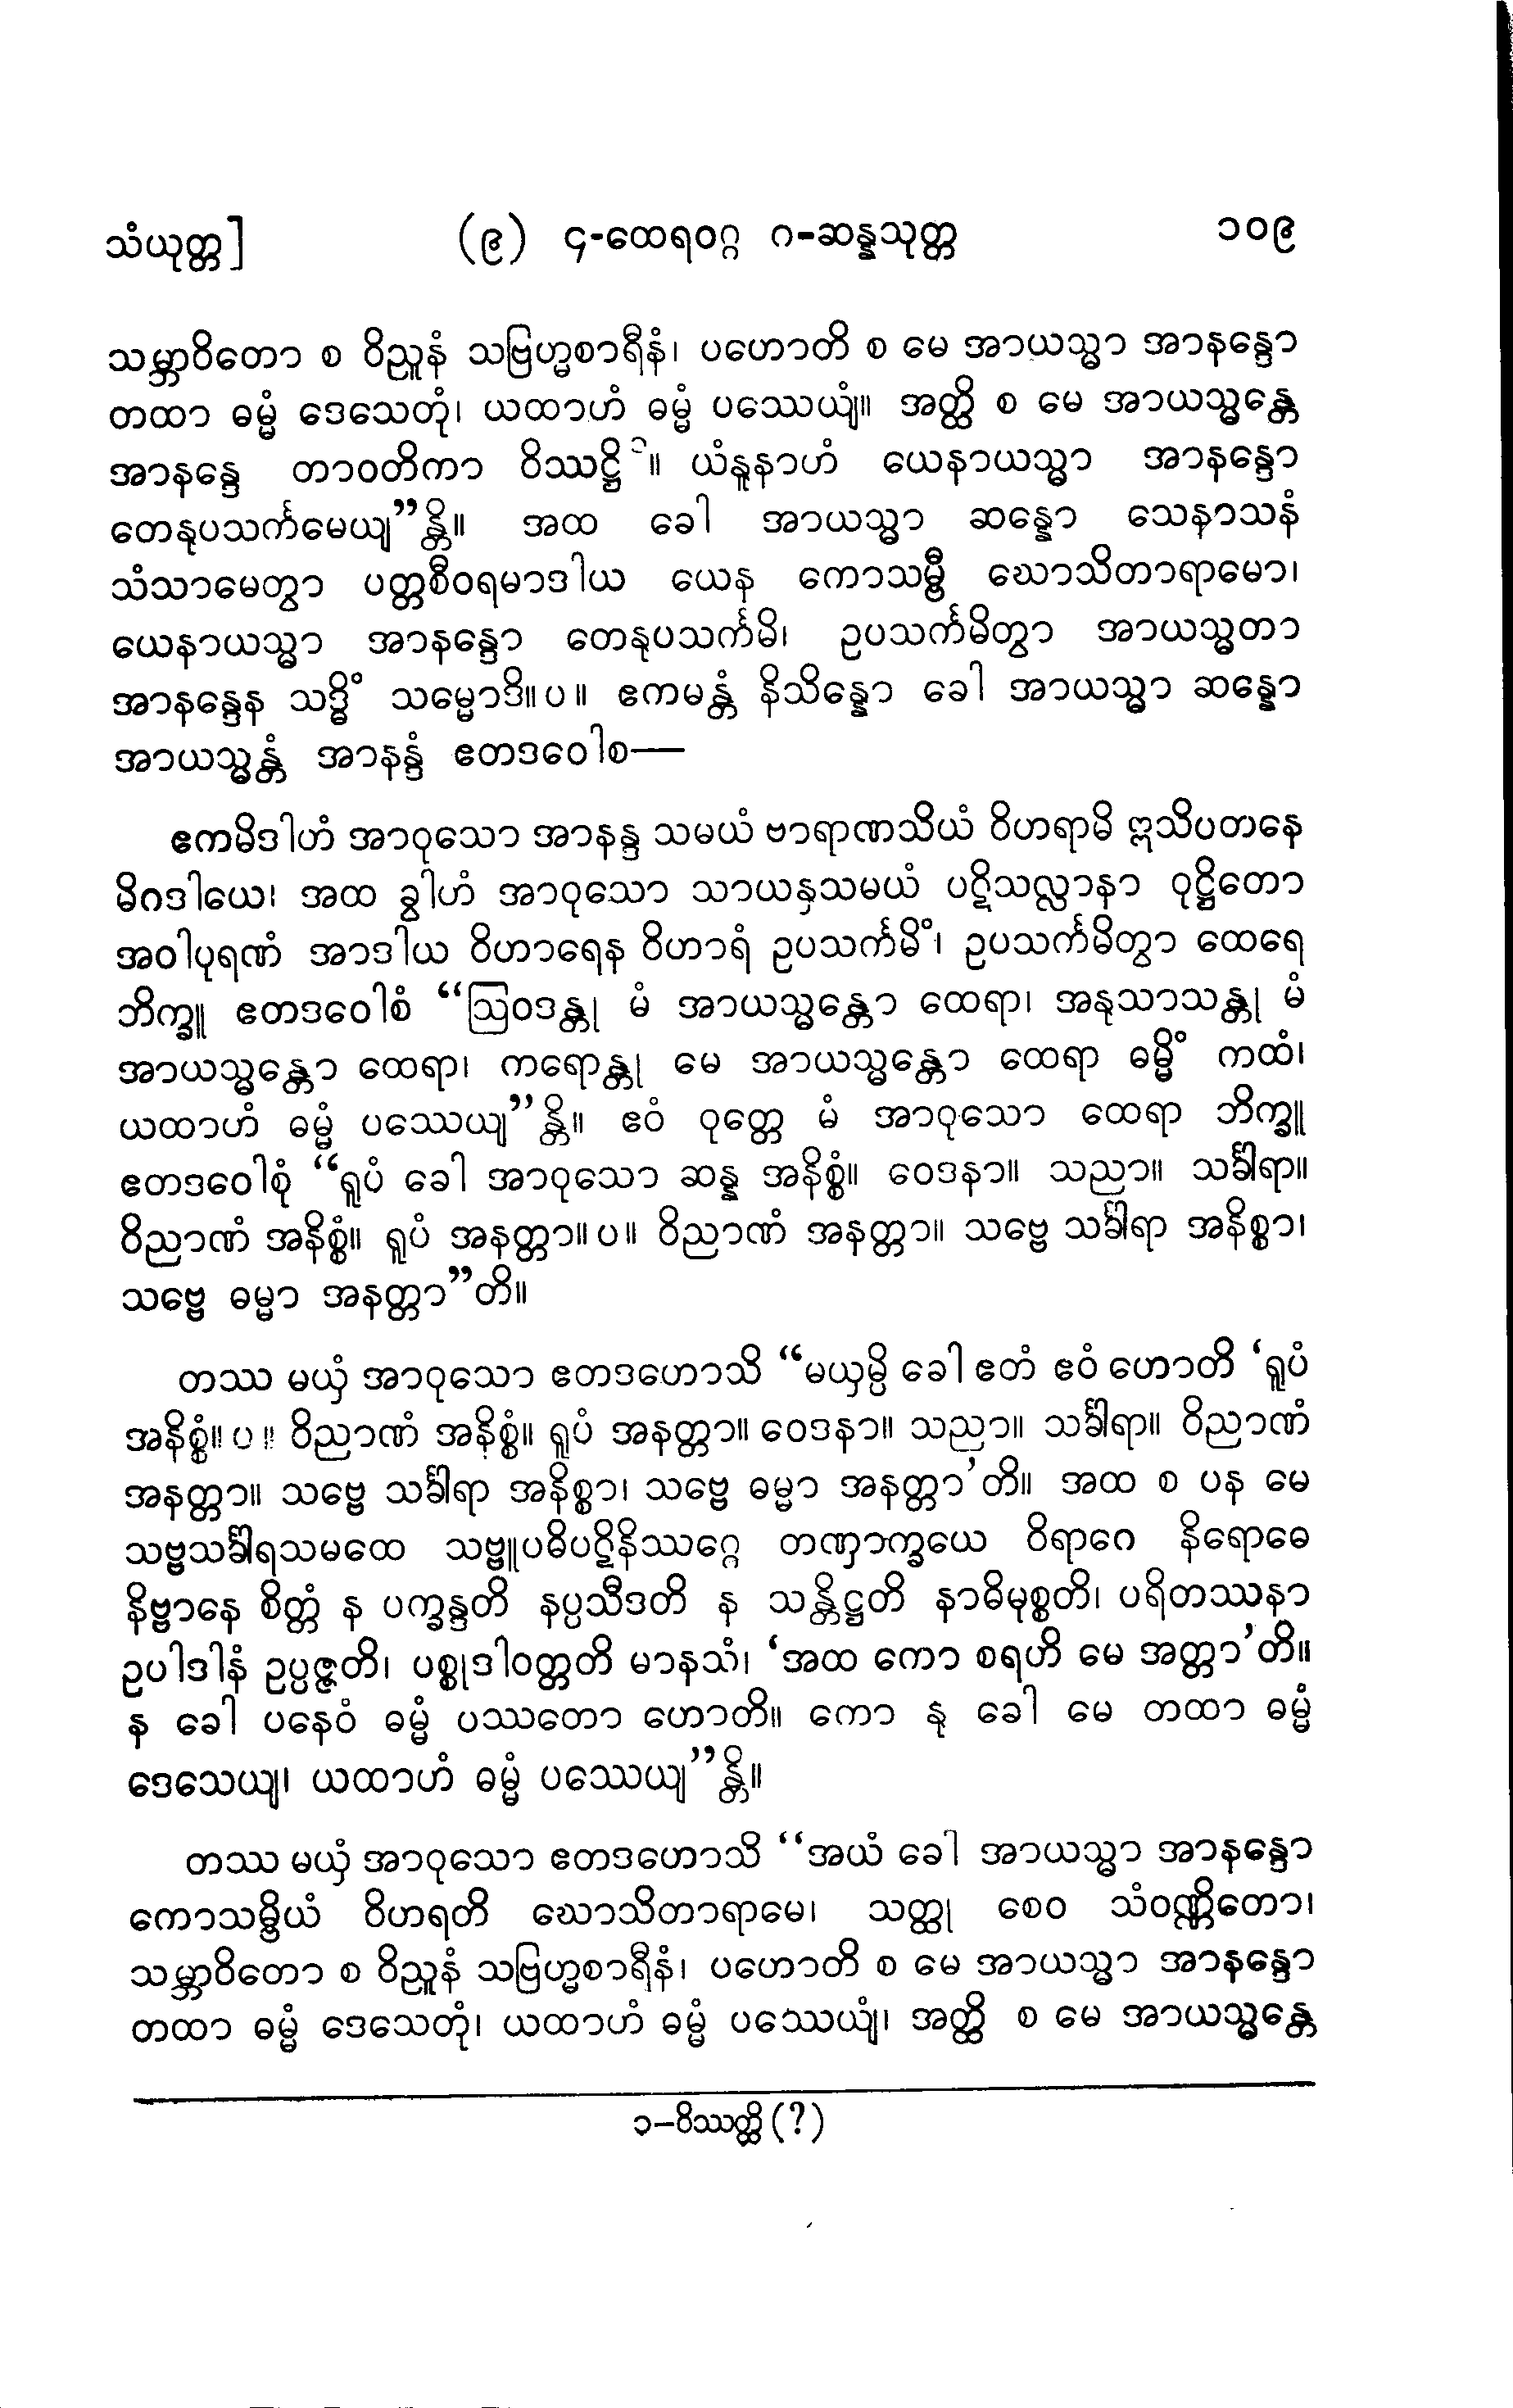 သံယုတ္တ] (၉) ၄-ထေရဝဂ္ဂ ဂ-ဆန္နသုတ္တ ၁၀၉
သမ္ဘာဝိတော စ ဝိညူနံ သဗြဟ္မစာရီနံ၊ ပဟောတိ စ မေ အာယသ္မာ အာနန္ဒော
တထာ ဓမ္မံ ဒေသေတုံ၊ ယထာဟံ ဓမ္မံ ပဿေယျံ။ အတ္ထိ စ မေ အာယသ္မန္တေ
အာနန္ဒေ တာဝတိကာ ဝိဿဋ္ဌိ ၁။ ယံနူနာဟံ ယေနာယသ္မာ အာနန္ဒော
တေနုပသင်္ကမေယျ”န္တိ။ အထ ခေါ အာယသ္မာ ဆန္နော သေနာသနံ
သံသာမေတွာ ပတ္တစီဝရမာဒါယ ယေန ကောသမ္ဗီ ဃောသိတာရာမော၊
ယေနာယသ္မာ အာနန္ဒော တေနုပသင်္ကမိ၊ ဥပသင်္ကမိတွာ အာယသ္မတာ
အာနန္ဒေန သဒ္ဓိံ သမ္မောဒိ။ ပ ။ ဧကမန္တံ နိသိန္နော ခေါ အာယသ္မာ ဆန္နော
အာယသ္မန္တံ အာနန္ဒံ ဧတဒဝေါစ—
ဧကမိဒါဟံ အာဝုသော အာနန္ဒ သမယံ ဗာရာဏသိယံ ဝိဟရာမိ ဣသိပတနေ
မိဂဒါယေ၊ အထ ခွါဟံ အာဝုသော သာယနှသမယံ ပဋိသလ္လာနာ ဝုဋ္ဌိတော
အဝါပုရဏံ အာဒါယ ဝိဟာရေန ဝိဟာရံ ဥပသင်္ကမိံ၊ ဥပသင်္ကမိတွာ ထေရေ
ဘိက္ခူ ဧတဒဝေါစံ “ဩဝဒန္တု မံ အာယသ္မန္တော ထေရာ၊ အနုသာသန္တု မံ
အာယသ္မန္တော ထေရာ၊ ကရောန္တု မေ အာယသ္မန္တော ထေရာ ဓမ္မိံ ကထံ၊
ယထာဟံ ဓမ္မံ ပဿေယျ”န္တိ။ ဧဝံ ဝုတ္တေ မံ အာဝုသော ထေရာ ဘိက္ခူ
ဧတဒဝေါစုံ “ရူပံ ခေါ အာဝုသော ဆန္န အနိစ္စံ။ ဝေဒနာ။ သညာ။ သင်္ခါရာ။
ဝိညာဏံ အနိစ္စံ။ ရူပံ အနတ္တာ။ ပ ။ ဝိညာဏံ အနတ္တာ။ သဗ္ဗေ သင်္ခါရာ အနိစ္စာ၊
သဗ္ဗေ ဓမ္မာ အနတ္တာ”တိ။
တဿ မယှံ အာဝုသော ဧတဒဟောသိ “မယှမ္ပိ ခေါ ဧတံ ဧဝံ ဟောတိ ‘ရူပံ
အနိစ္စံ။ ပ ။ ဝိညာဏံ အနိစ္စံ။ ရူပံ အနတ္တာ။ ဝေဒနာ။ သညာ။ သင်္ခါရာ။ ဝိညာဏံ
အနတ္တာ။ သဗ္ဗေ သင်္ခါရာ အနိစ္စာ၊ သဗ္ဗေ ဓမ္မာ အနတ္တာ’တိ။ အထ စ ပန မေ
သဗ္ဗသင်္ခါရသမထေ သဗ္ဗူပဓိပဋိနိဿဂ္ဂေ တဏှာက္ခယေ ဝိရာဂေ နိရောဓေ
နိဗ္ဗာနေ စိတ္တံ န ပက္ခန္ဒတိ နပ္ပသီဒတိ န သန္တိဋ္ဌတိ နာဓိမုစ္စတိ၊ ပရိတဿနာ
ဥပါဒါနံ ဥပ္ပဇ္ဇတိ၊ ပစ္စုဒါဝတ္တတိ မာနသံ၊ ‘အထ ကော စရဟိ မေ အတ္တာ’တိ။
န ခေါ ပနေဝံ ဓမ္မံ ပဿတော ဟောတိ။ ကော နု ခေါ မေ တထာ ဓမ္မံ
ဒေသေယျ၊ ယထာဟံ ဓမ္မံ ပဿေယျ”န္တိ။
တဿ မယှံ အာဝုသော ဧတဒဟောသိ “အယံ ခေါ အာယသ္မာ အာနန္ဒော
ကောသမ္ဗိယံ ဝိဟရတိ ဃောသိတာရာမေ၊ သတ္ထု စေဝ သံဝဏ္ဏိတော၊
သမ္ဘာဝိတော စ ဝိညူနံ သဗြဟ္မစာရီနံ၊ ပဟောတိ စ မေ အာယသ္မာ အာနန္ဒော
တထာ ဓမ္မံ ဒေသေတုံ၊ ယထာဟံ ဓမ္မံ ပဿေယျံ၊ အတ္ထိ စ မေ အာယသ္မန္တေ
၁–ဝိဿတ္ထိ (?)